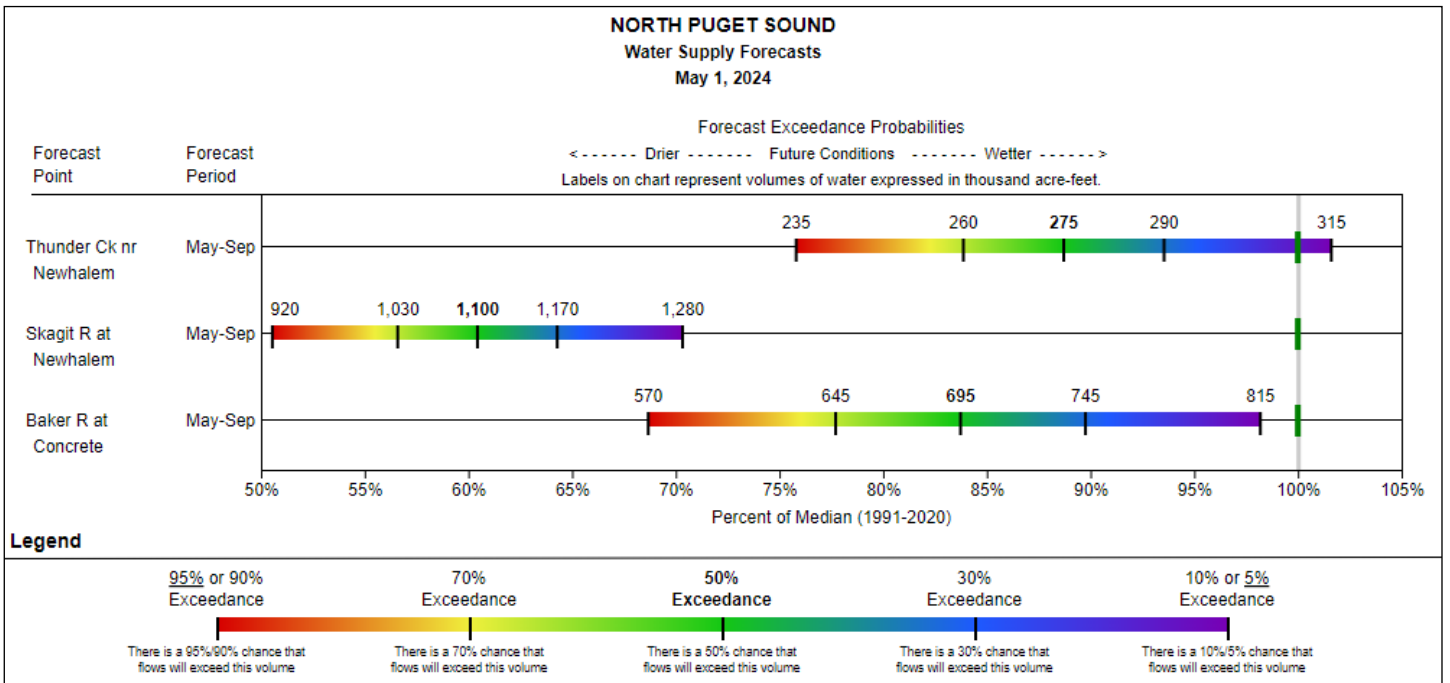 NORTH PUGET SOUND
Water Supply Forecasts
May 1, 2024
Forecast Exceedance Probabilities
Forecast Point
Forecast Period
< - - - - - - Drier - - - - - - - Future Conditions - - - - - - - Wetter - - - - - - >
Labels on chart represent volumes of water expressed in thousand acre-feet.
Thunder Ck nr
Newhalem
May-Sep
235 260 275 290 315
Skagit R at
Newhalem
May-Sep
920 1,030 1,100 1,170 1,280
Baker R at
Concrete
May-Sep
570 645 695 745 815
50% 55% 60% 65% 70% 75% 80% 85% 90% 95% 100% 105%
Percent of Median (1991-2020)
Legend
95% or 90%
Exceedance
There is a 95%/90% chance that
flows will exceed this volume
70%
Exceedance
There is a 70% chance that
flows will exceed this volume
50%
Exceedance
There is a 50% chance that
flows will exceed this volume
30%
Exceedance
There is a 30% chance that
flows will exceed this volume
10% or 5%
Exceedance
There is a 10%/5% chance that
flows will exceed this volume